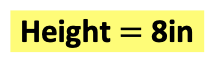 Height = 8in